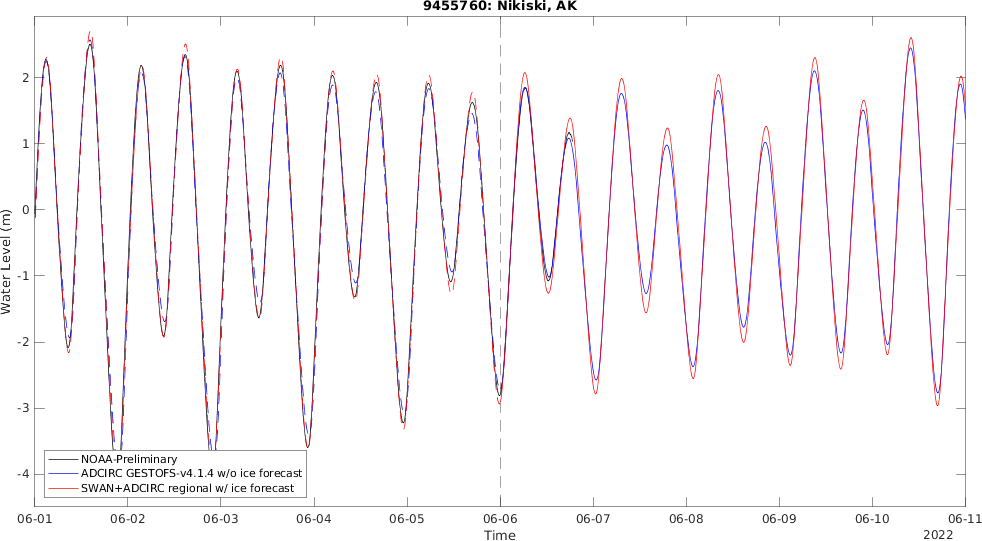 9455760: Nikiski, AK
Water Level (m)
2
1
0
-1
-2
-3
-4
NOAA-Preliminary
ADCIRC GESTOFS-v4.1.4 w/o ice forecast
SWAN+ADCIRC regional w/ ice forecast
06-01 06-02 06-03 06-04 06-05 06-06 06-07 06-08 06-09 06-10 06-11
Time
2022